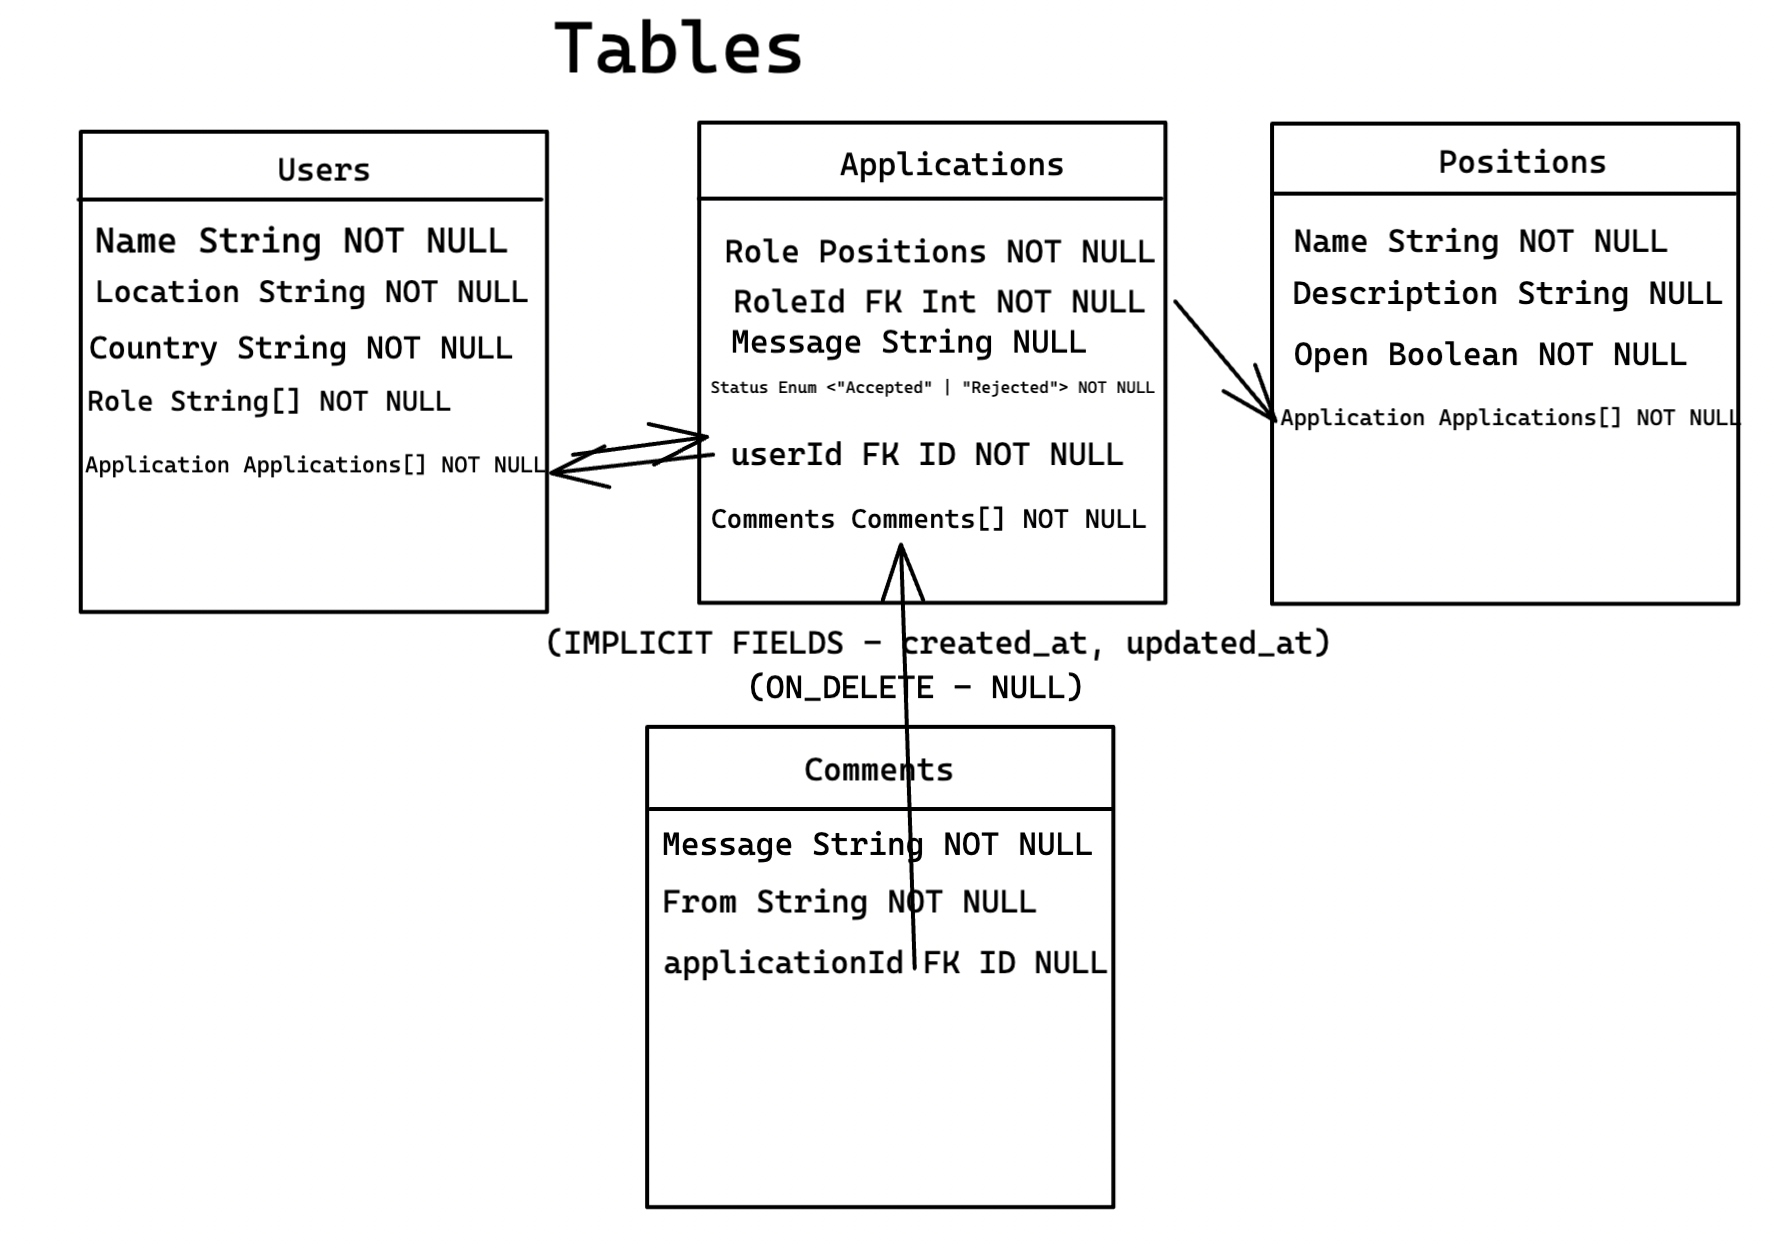 Tables
Users
Name String NOT NULL
Location String NOT NULL
Country String NOT NULL
Role String[] NOT NULL
Application Applications[] NOT NULL
Applications
Role Positions NOT NULL
RoleId FK Int NOT NULL
Message String NULL
Status Enum <"Accepted" | "Rejected"> NOT NULL
userId FK ID NOT NULL
Comments Comments[] NOT NULL
Positions
Name String NOT NULL
Description String NULL
Open Boolean NOT NULL
Application Applications[] NOT NULL
(IMPLICIT FIELDS - created_at, updated_at)
(ON_DELETE - NULL)
Comments
Message String NOT NULL
From String NOT NULL
applicationId FK ID NULL